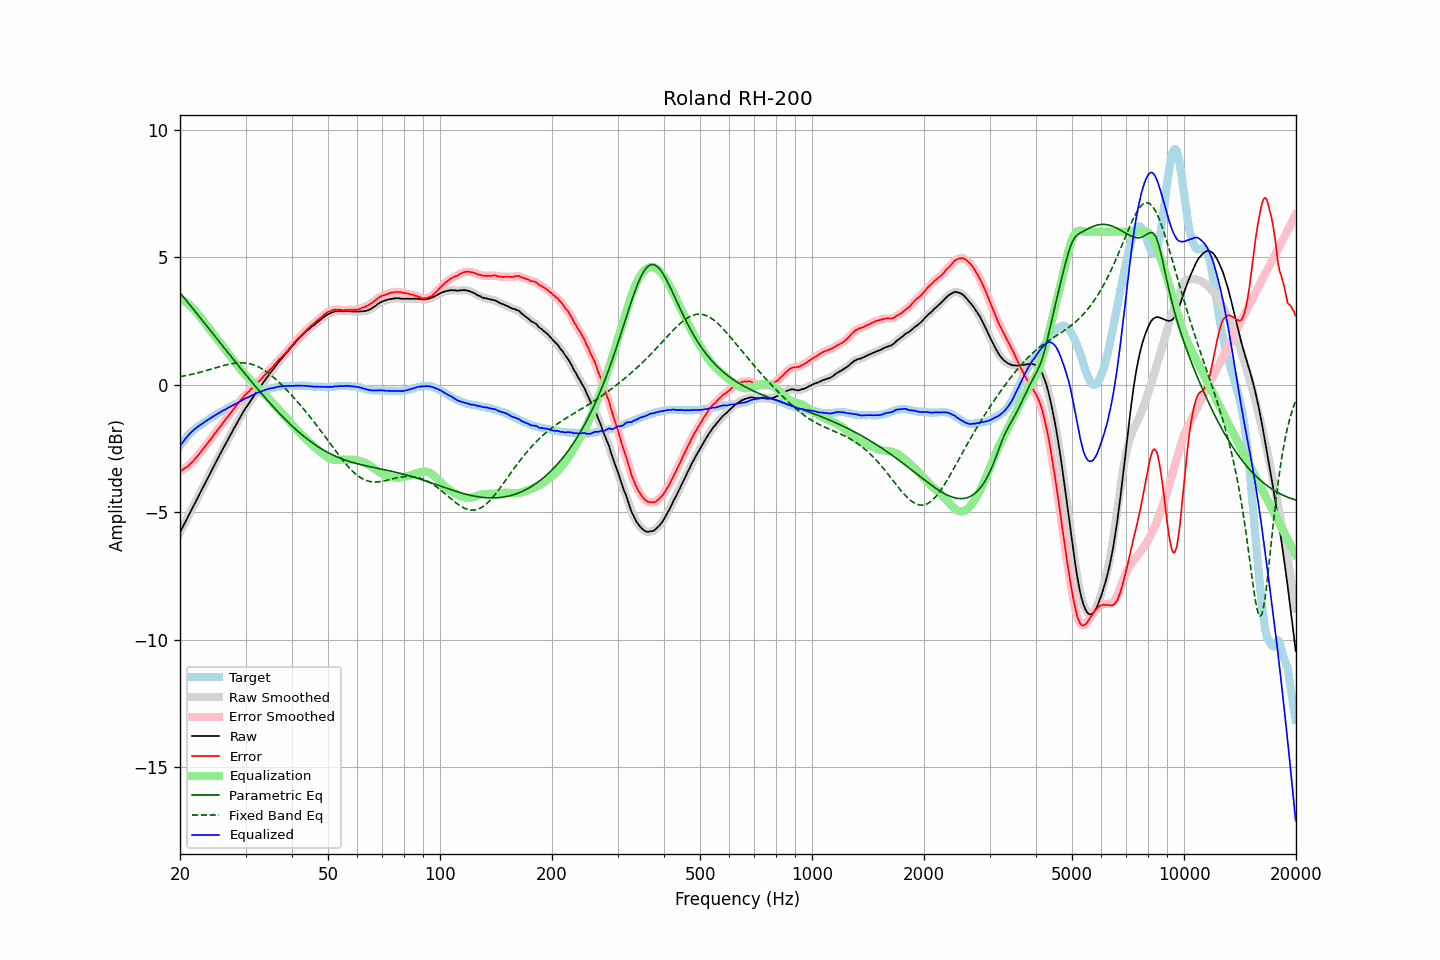 Roland RH-200
Amplitude (dBr)
10
5
0
−5
−10
−15
Target
Raw Smoothed
Error Smoothed
Raw
Error
Equalization
Parametric Eq
Fixed Band Eq
Equalized
20 50 100 200 500 1000 2000 5000 10000 20000
Frequency (Hz)